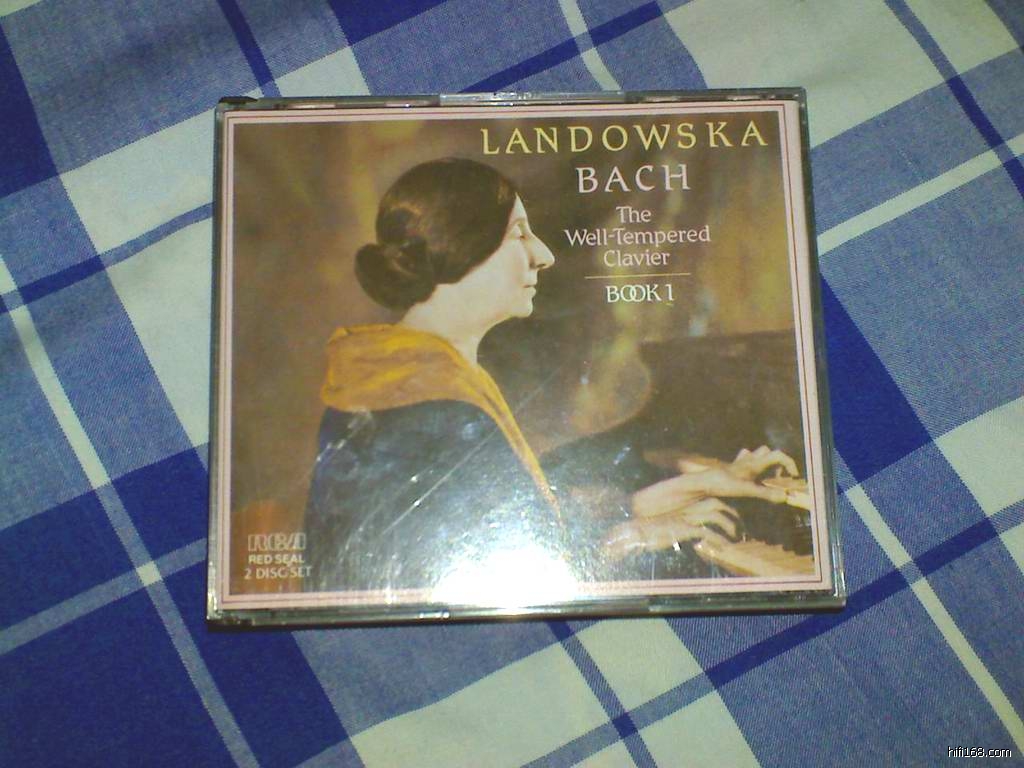 LANDOWSKA
BACH
The
Well-Tempered
Clavier
BOOK 1
RCA
RED SEAL
2 DISC SET
hifi168.com